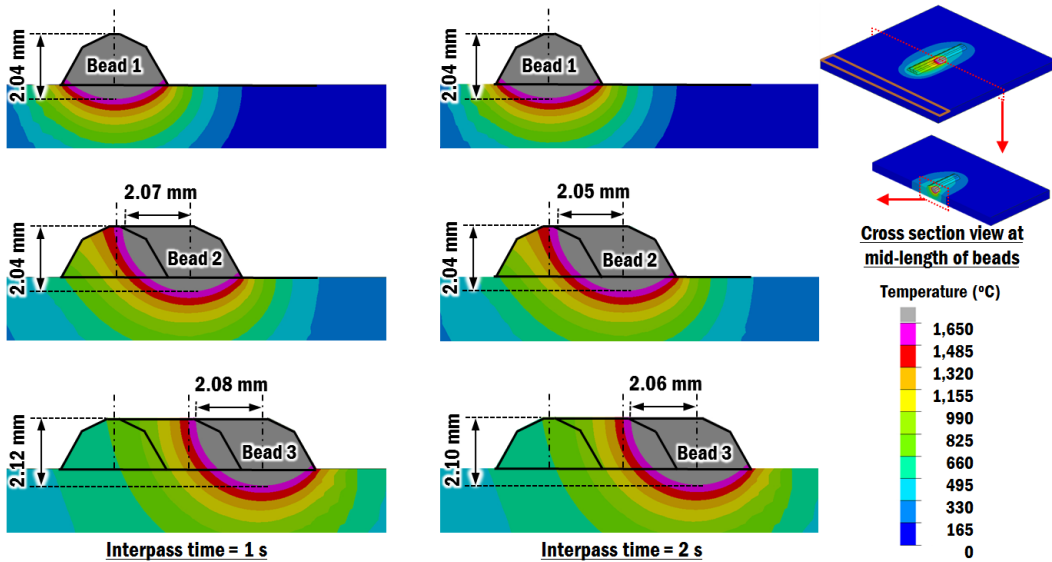 2.04 mm
Bead 1
2.04 mm
Bead 1
2.07 mm
2.04 mm
Bead 2
2.05 mm
2.04 mm
Bead 2
2.08 mm
2.12 mm
Bead 3
2.06 mm
2.10 mm
Bead 3
Interpass time = 1 s
Interpass time = 2 s
Cross section view at
mid-length of beads
Temperature (°C)
1,650
1,485
1,320
1,155
990
825
660
495
330
165
0